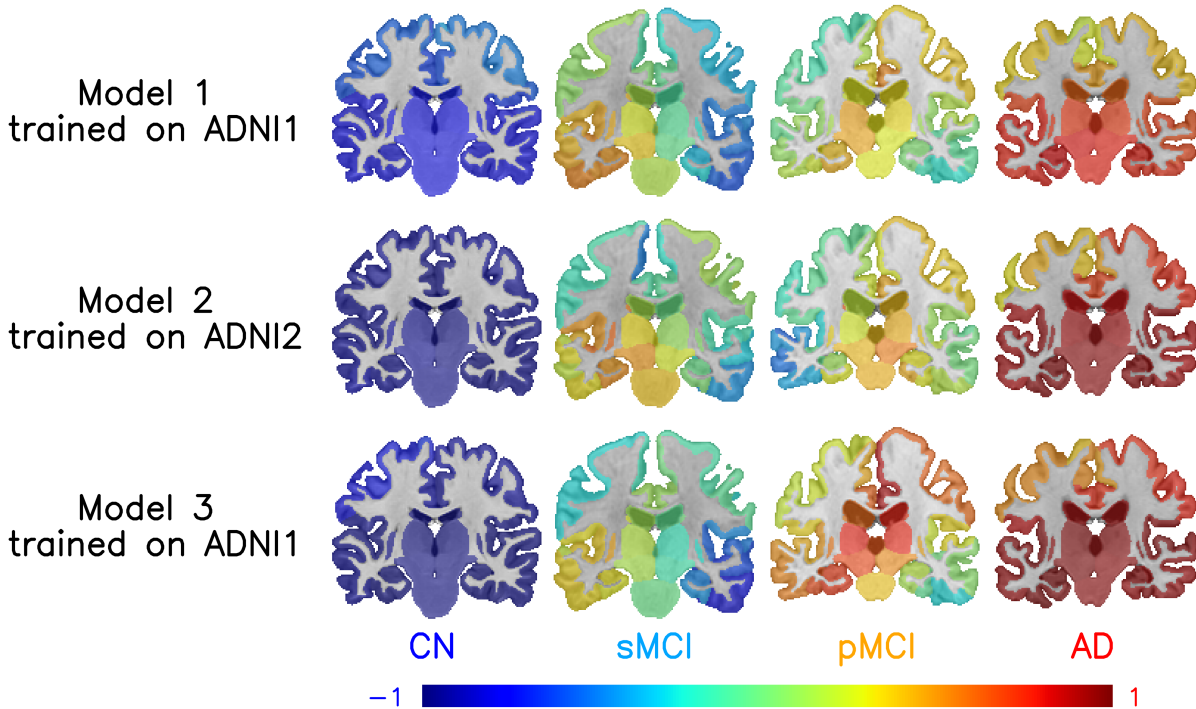 Model 1
trained on ADNI1
Model 2
trained on ADNI2
Model 3
trained on ADNI1
CN sMCI pMCI AD
-1 1